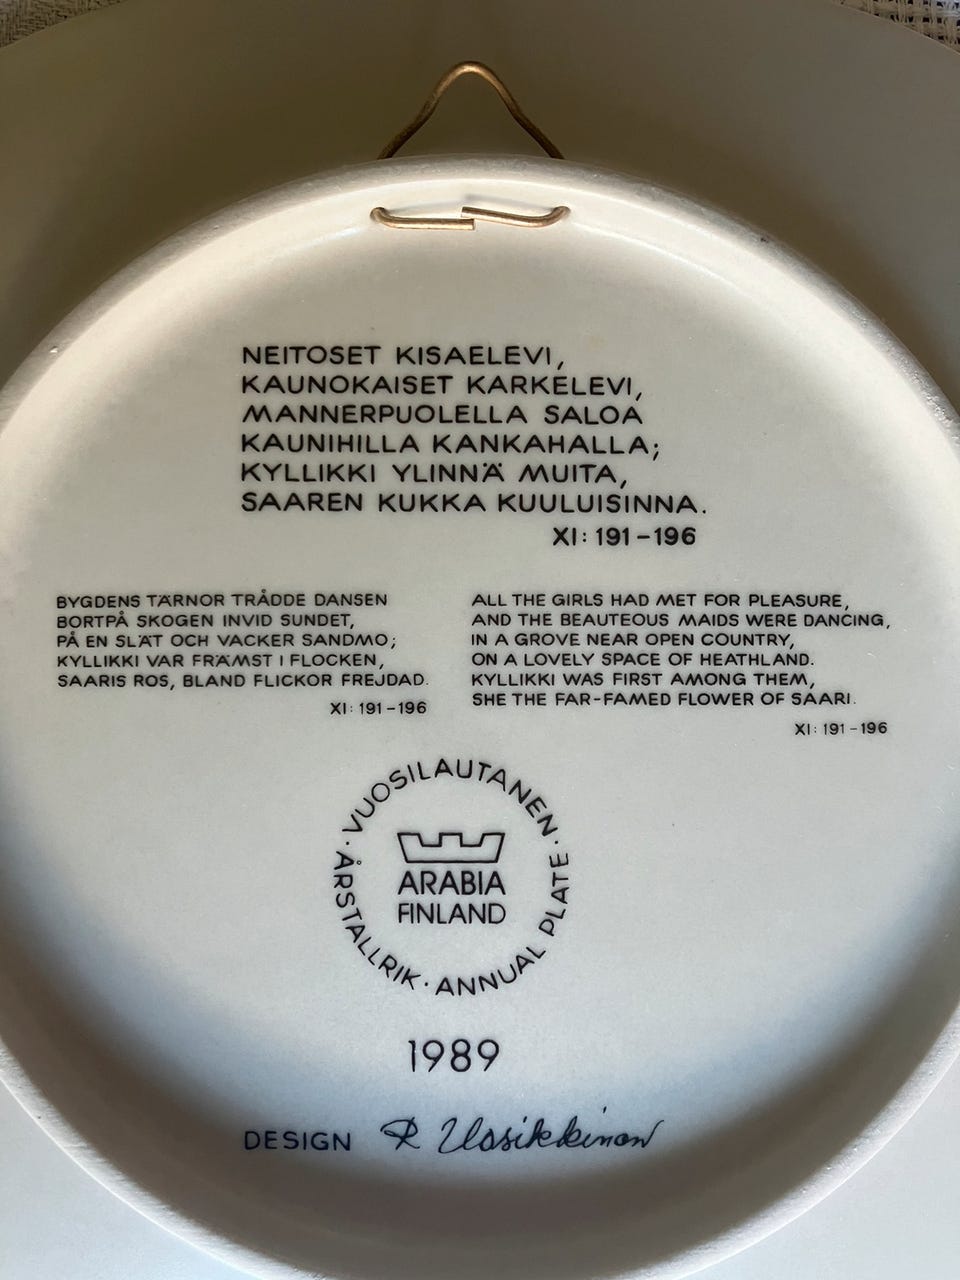 NEITOSET KISAELEVI,
KAUNOKAISET KARKELEVI,
MANNERPUOLELLA SALOA
KAUNIHILLA KANKAHALLA;
KYLLIKKI YLINNÄ MUITA,
SAAREN KUKKA KUULUISINNA.
XI: 191-196
BYGDENS TÄRNOR TRÅDDE DANSEN
BORTPÅ SKOGEN INVID SUNDET,
PÅ EN SLÄT OCH VACKER SANDMO;
KYLLIKKI VAR FRÄMST I FLOCKEN,
SAARIS ROS, BLAND FLICKOR FREJDAD.
XI: 191-196
ALL THE GIRLS HAD MET FOR PLEASURE,
AND THE BEAUTEOUS MAIDS WERE DANCING,
IN A GROVE NEAR OPEN COUNTRY,
ON A LOVELY SPACE OF HEATHLAND.
KYLLIKKI WAS FIRST AMONG THEM,
SHE THE FAR-FAMED FLOWER OF SAARI.
XI: 191-196
· VUOSILAUTANEN · ANNUAL PLATE · ÅRSTALLRIK
ARABIA
FINLAND
1989
DESIGN R Uosikkinen